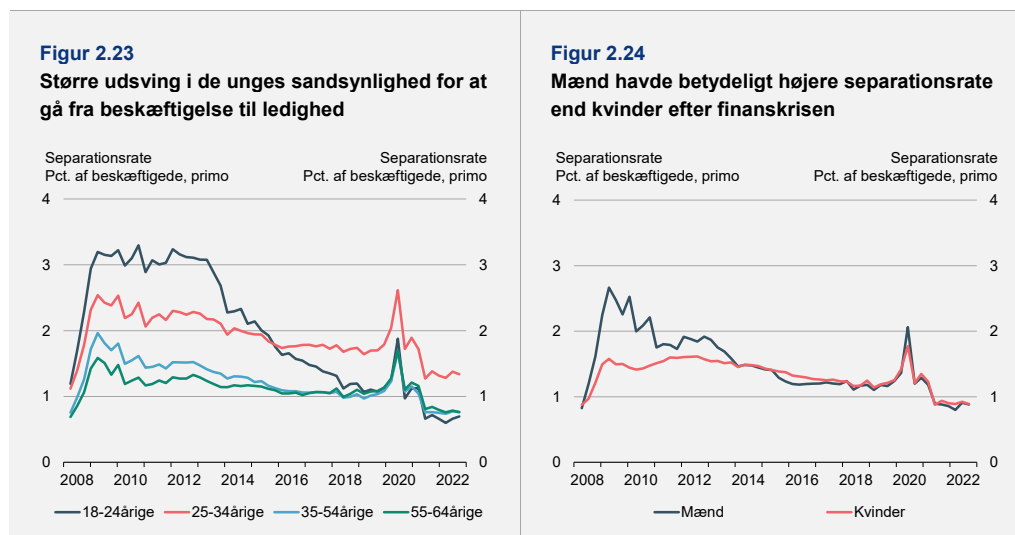 Figur 2.23
Større udsving i de unges sandsynlighed for at
gå fra beskæftigelse til ledighed
Separationsrate
Pct. af beskæftigede, primo
Separationsrate
Pct. af beskæftigede, primo
4 4
3 3
2 2
1 1
0 0
2008 2010 2012 2014 2016 2018 2020 2022
18-24årige 25-34årige 35-54årige 55-64årige
Figur 2.24
Mænd havde betydeligt højere separationsrate
end kvinder efter finanskrisen
Separationsrate
Pct. af beskæftigede, primo
Separationsrate
Pct. af beskæftigede, primo
4 4
3 3
2 2
1 1
0 0
2008 2010 2012 2014 2016 2018 2020 2022
Mænd Kvinder